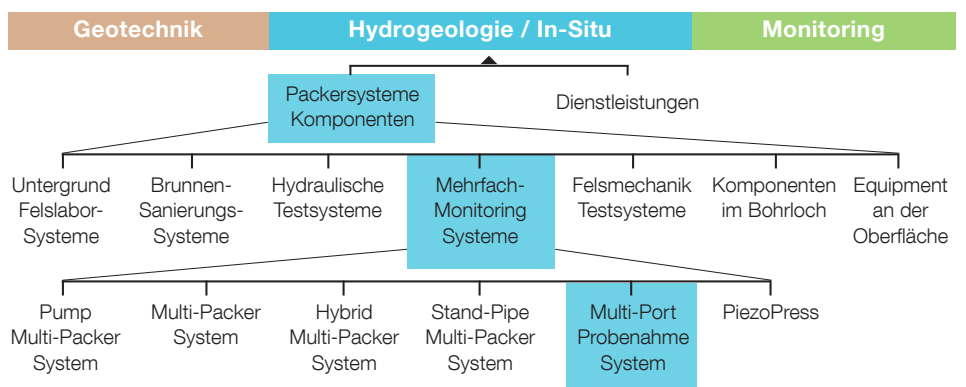 Geotechnik
Hydrogeologie / In-Situ
Monitoring
Packersysteme
Komponenten
Dienstleistungen
Untergrund
Felslabor-
Systeme
Brunnen-
Sanierungs-
Systeme
Hydraulische
Testsysteme
Mehrfach-
Monitoring
Systeme
Felsmechanik
Testsysteme
Komponenten
im Bohrloch
Equipment
an der
Oberfläche
Pump
Multi-Packer
System
Multi-Packer
System
Hybrid
Multi-Packer
System
Stand-Pipe
Multi-Packer
System
Multi-Port
Probenahme
System
PiezoPress